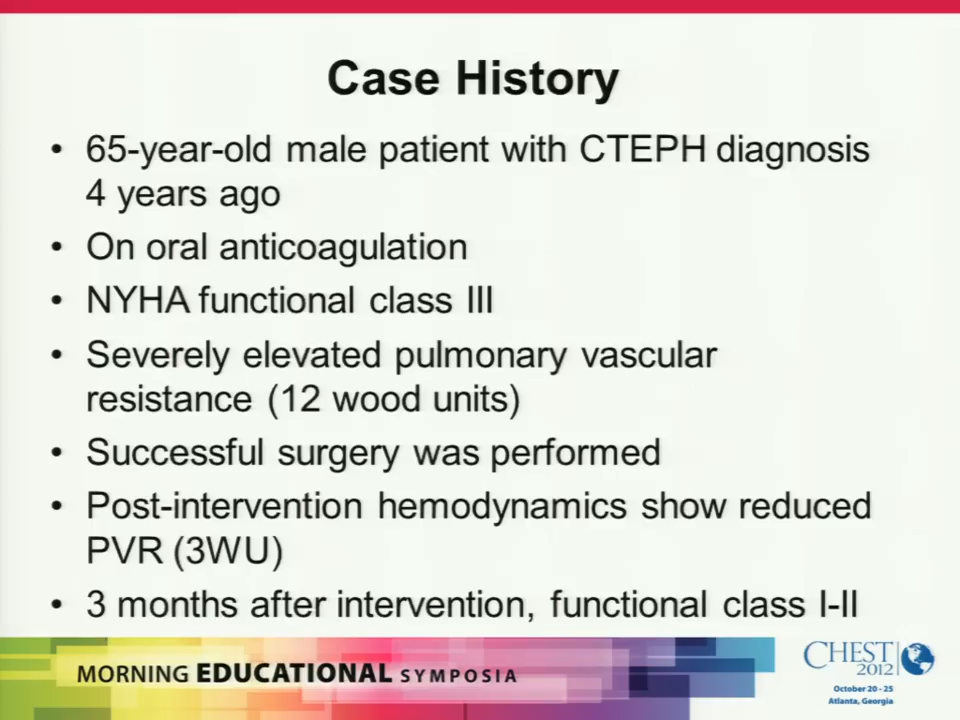 Case History
• 65-year-old male patient with CTEPH diagnosis
4 years ago
• On oral anticoagulation
• NYHA functional class III
• Severely elevated pulmonary vascular
resistance (12 wood units)
• Successful surgery was performed
• Post-intervention hemodynamics show reduced
PVR (3WU)
• 3 months after intervention, functional class I-II
MORNING EDUCATIONAL SYMPOSIA
CHEST
2012
October 20 - 25
Atlanta, Georgia